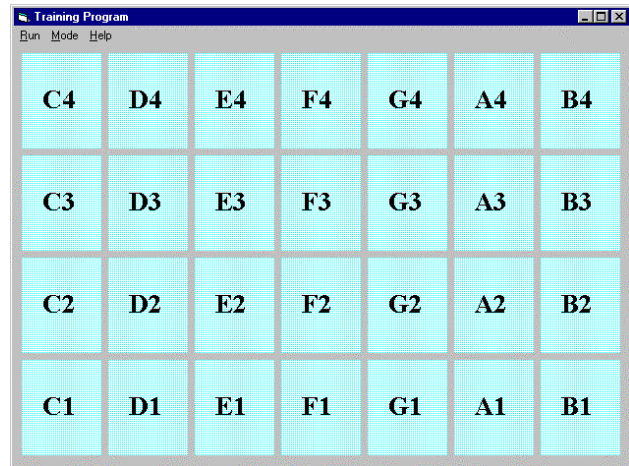 Training Program
Run Mode Help
C4 D4 E4 F4 G4 A4 B4
C3 D3 E3 F3 G3 A3 B3
C2 D2 E2 F2 G2 A2 B2
C1 D1 E1 F1 G1 A1 B1